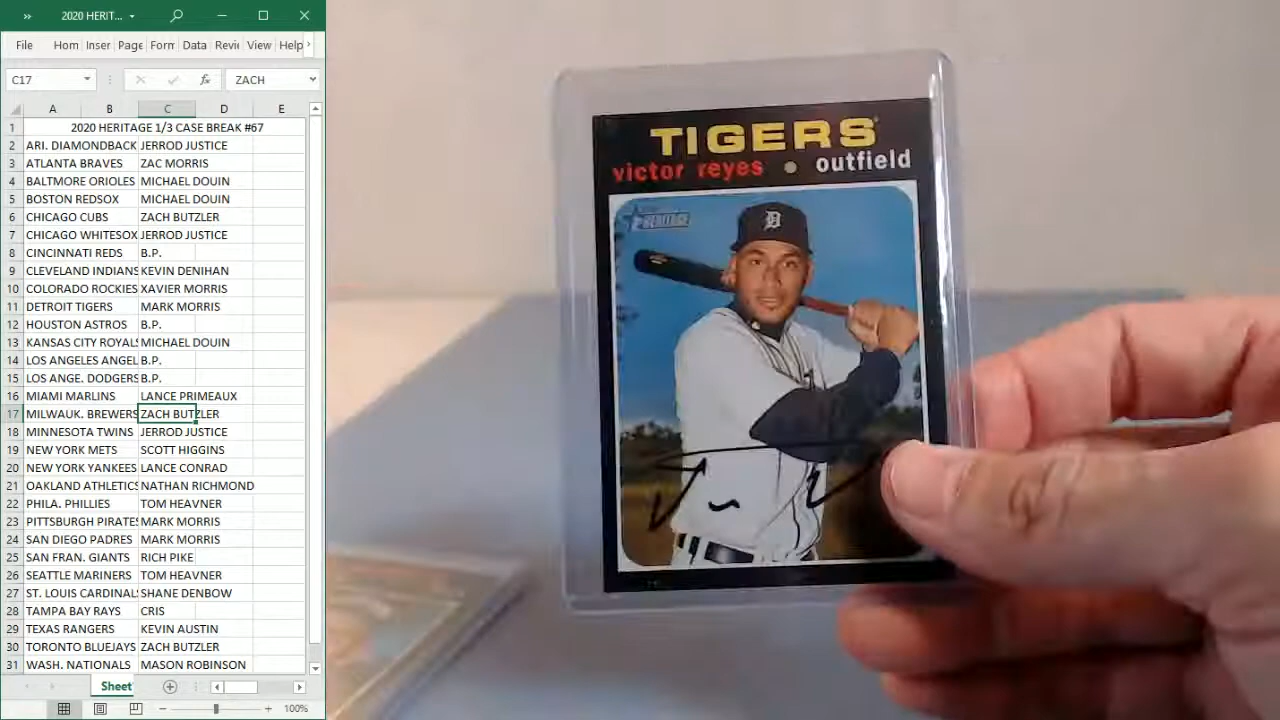 2020 HERIT...
File Hom Inser Page Form Data Revie View Help
C17 fx ZACH
A B C D E
1 2020 HERITAGE 1/3 CASE BREAK #67
2 ARI. DIAMONDBACK JERROD JUSTICE
3 ATLANTA BRAVES ZAC MORRIS
4 BALTMORE ORIOLES MICHAEL DOUIN
5 BOSTON REDSOX MICHAEL DOUIN
6 CHICAGO CUBS ZACH BUTZLER
7 CHICAGO WHITESOX JERROD JUSTICE
8 CINCINNATI REDS B.P.
9 CLEVELAND INDIANS KEVIN DENIHAN
10 COLORADO ROCKIES XAVIER MORRIS
11 DETROIT TIGERS MARK MORRIS
12 HOUSTON ASTROS B.P.
13 KANSAS CITY ROYALS MICHAEL DOUIN
14 LOS ANGELES ANGEL B.P.
15 LOS ANGE. DODGERS B.P.
16 MIAMI MARLINS LANCE PRIMEAUX
17 MILWAUK. BREWERS ZACH BUTZLER
18 MINNESOTA TWINS JERROD JUSTICE
19 NEW YORK METS SCOTT HIGGINS
20 NEW YORK YANKEES LANCE CONRAD
21 OAKLAND ATHLETICS NATHAN RICHMOND
22 PHILA. PHILLIES TOM HEAVNER
23 PITTSBURGH PIRATES MARK MORRIS
24 SAN DIEGO PADRES MARK MORRIS
25 SAN FRAN. GIANTS RICH PIKE
26 SEATTLE MARINERS TOM HEAVNER
27 ST. LOUIS CARDINALS SHANE DENBOW
28 TAMPA BAY RAYS CRIS
29 TEXAS RANGERS KEVIN AUSTIN
30 TORONTO BLUEJAYS ZACH BUTZLER
31 WASH. NATIONALS MASON ROBINSON
Sheet
100%
TIGERS
victor reyes • outfield
HERITAGE
D